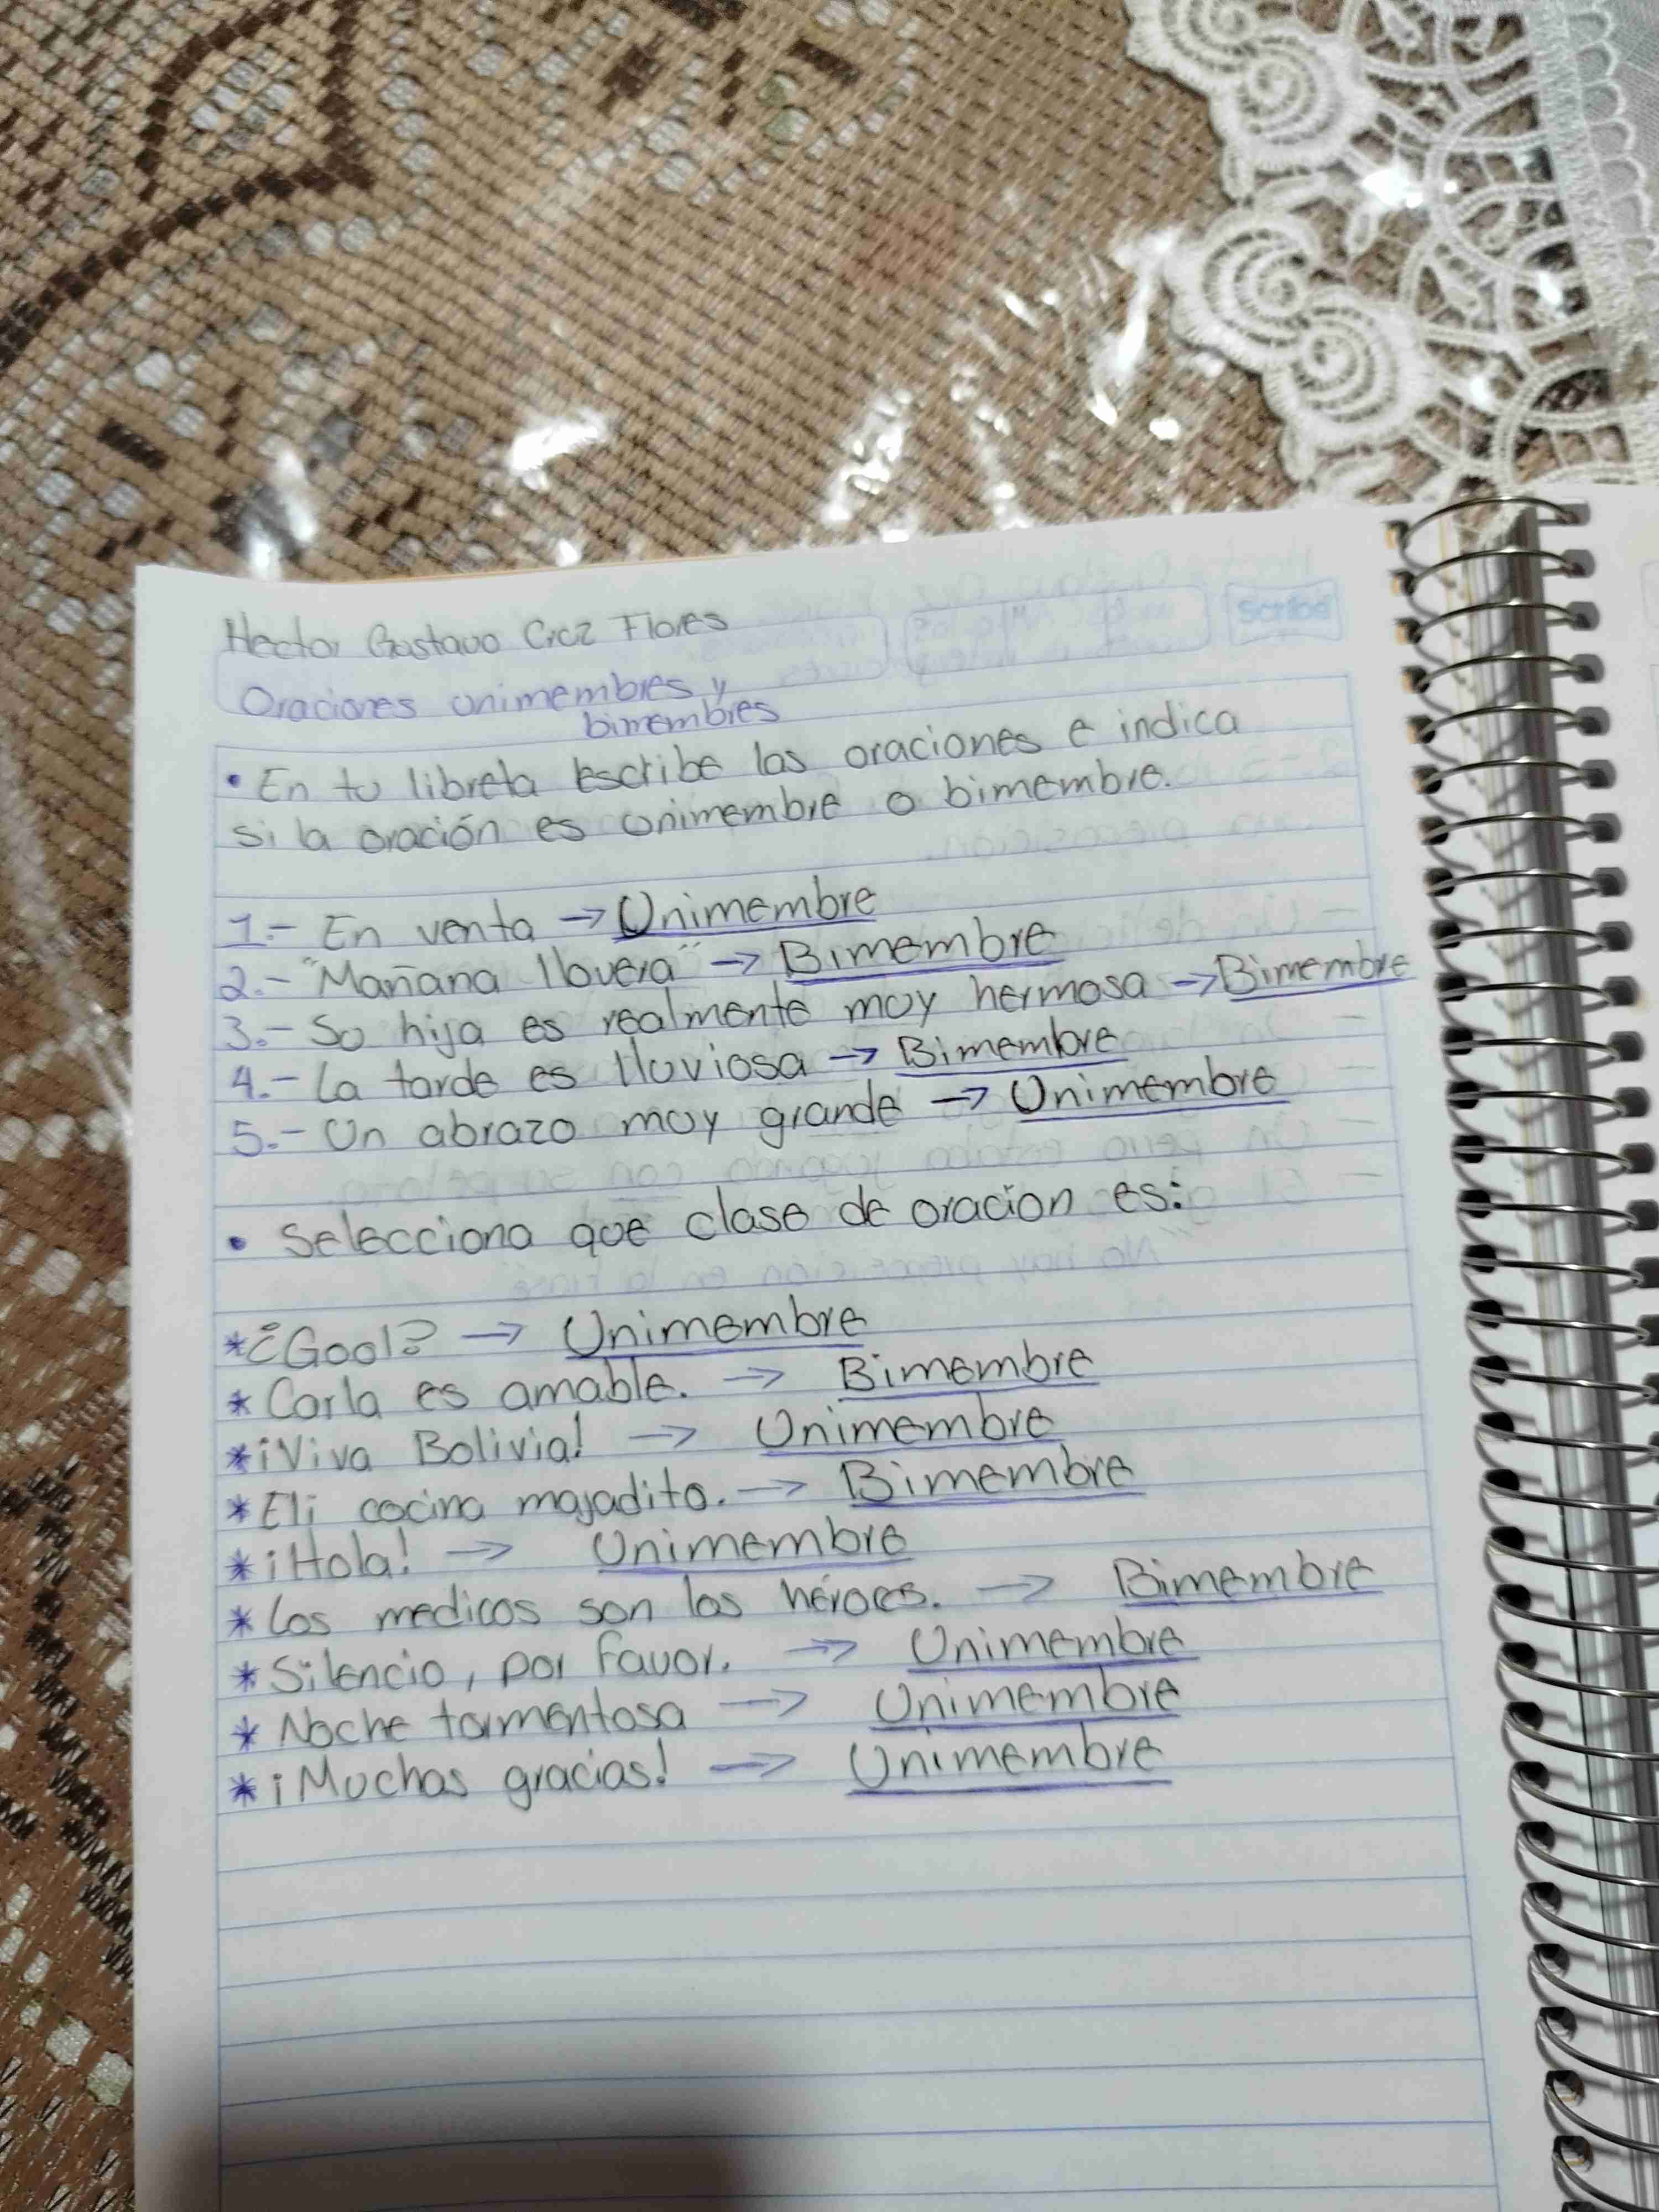 Hector Gustavo Cruz Flores
Scribe
Oraciones unimembres y
bimembres
• En tu libreta escribe las oraciones e indica
si la oración es unimembre o bimembre.
1.- En venta → Unimembre
2.- "Mañana llovera" → Bimembre
3.- Su hija es realmente muy hermosa → Bimembre
4.- La tarde es lluviosa → Bimembre
5.- Un abrazo muy grande → Unimembre
• Selecciona que clase de oracion es:
*¿Gool? → Unimembre
* Carla es amable. → Bimembre
*¡Viva Bolivia! → Unimembre
* Eli cocina majadito. → Bimembre
*¡Hola! → Unimembre
* Los medicos son los héroes. → Bimembre
* Silencio, por favor. → Unimembre
* Noche tormentosa → Unimembre
*¡Muchas gracias! → Unimembre